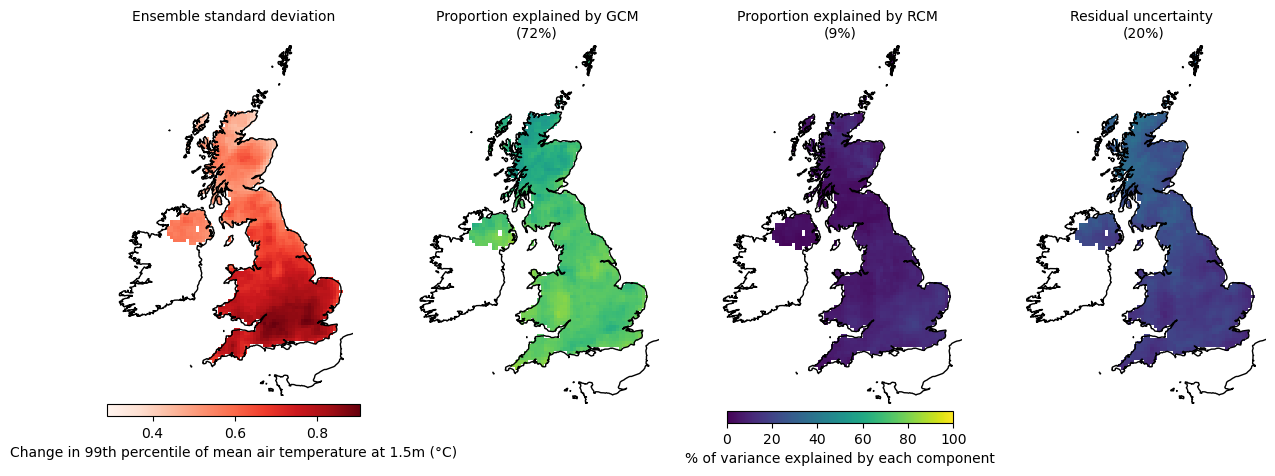 Ensemble standard deviation
Proportion explained by GCM
(72%)
Proportion explained by RCM
(9%)
Residual uncertainty
(20%)
0.4 0.6 0.8
Change in 99th percentile of mean air temperature at 1.5m (°C)
0 20 40 60 80 100
% of variance explained by each component